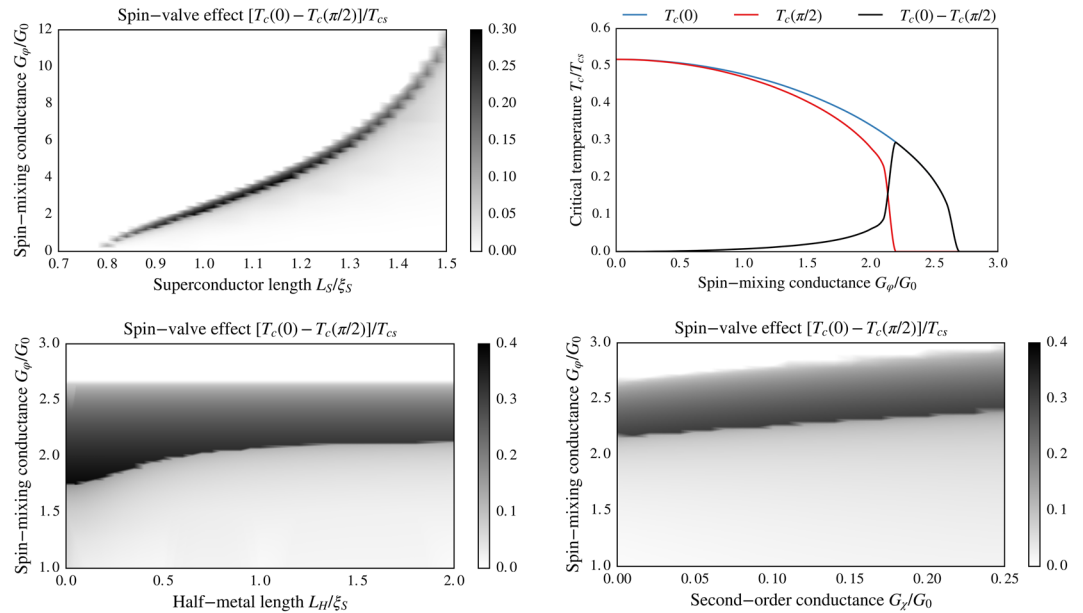 Spin−valve effect [T_c(0) − T_c(π/2)]/T_cs
Spin−mixing conductance G_φ/G_0
12
10
8
6
4
2
0
0.7 0.8 0.9 1.0 1.1 1.2 1.3 1.4 1.5
Superconductor length L_S/ξ_S
0.30
0.25
0.20
0.15
0.10
0.05
0.00
T_c(0) T_c(π/2) T_c(0) − T_c(π/2)
Critical temperature T_c/T_cs
0.6
0.5
0.4
0.3
0.2
0.1
0.0
0.0 0.5 1.0 1.5 2.0 2.5 3.0
Spin−mixing conductance G_φ/G_0
Spin−valve effect [T_c(0) − T_c(π/2)]/T_cs
Spin−mixing conductance G_φ/G_0
3.0
2.5
2.0
1.5
1.0
0.0 0.5 1.0 1.5 2.0
Half−metal length L_H/ξ_S
0.4
0.3
0.2
0.1
0.0
Spin−valve effect [T_c(0) − T_c(π/2)]/T_cs
Spin−mixing conductance G_φ/G_0
3.0
2.5
2.0
1.5
1.0
0.00 0.05 0.10 0.15 0.20 0.25
Second−order conductance G_χ/G_0
0.4
0.3
0.2
0.1
0.0